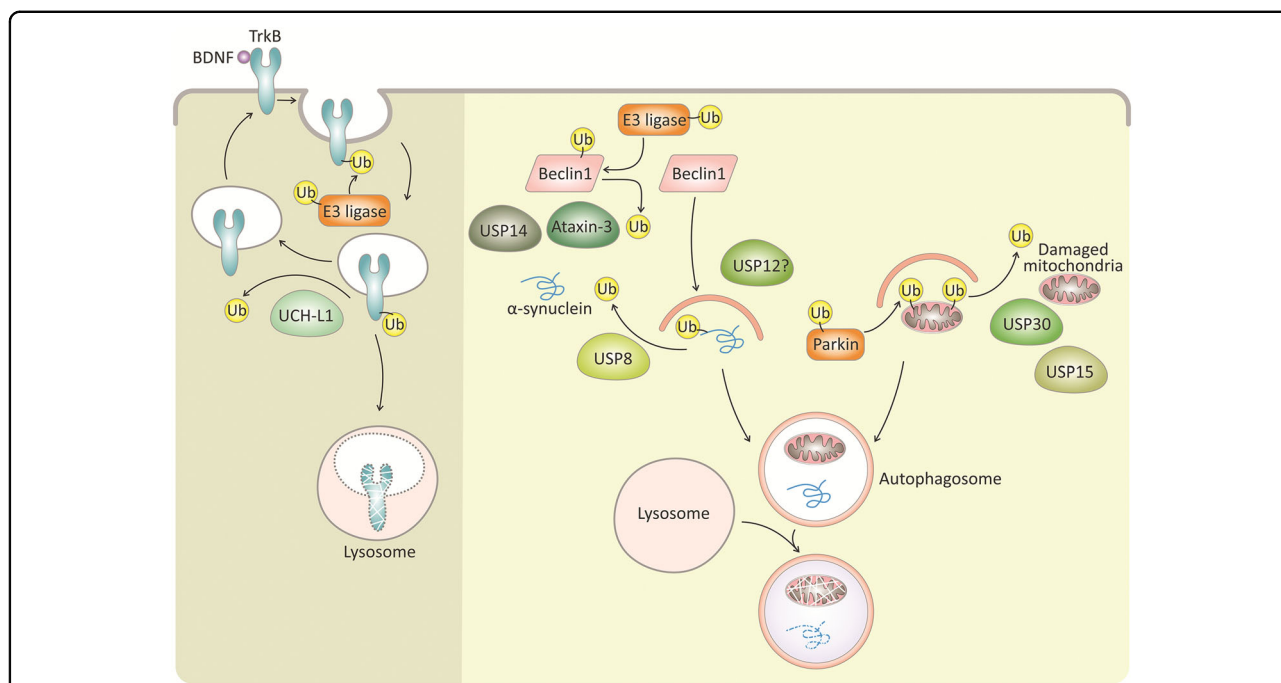 TrkB
BDNF
Ub
Ub
E3 ligase
UCH-L1
Ub
Ub
Lysosome
E3 ligase
Ub
Ub
Beclin1
Beclin1
USP14
Ataxin-3
Ub
USP12?
α-synuclein
Ub
Ub
USP8
Ub
Damaged
mitochondria
Ub
Ub
Ub
Parkin
USP30
USP15
Autophagosome
Lysosome